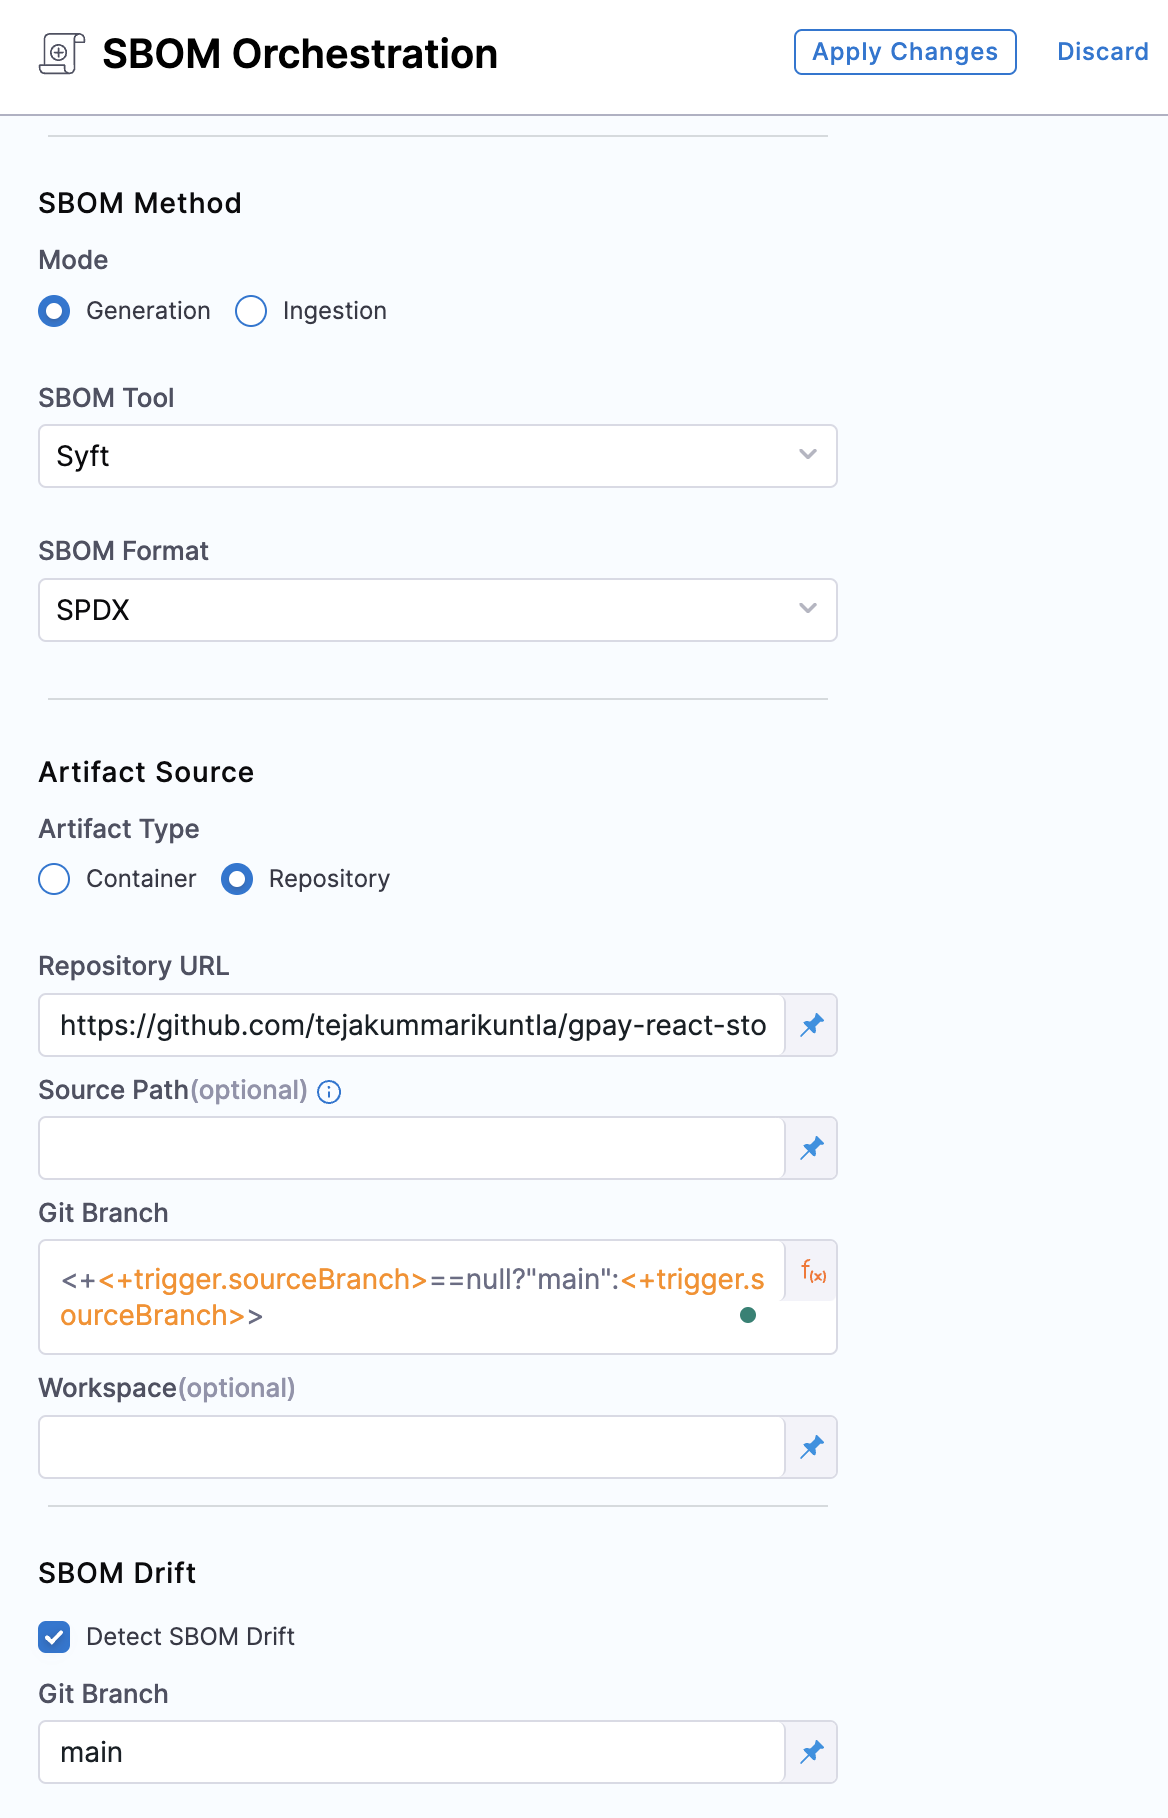 SBOM Orchestration
Apply Changes
Discard
SBOM Method
Mode
Generation
Ingestion
SBOM Tool
Syft
SBOM Format
SPDX
Artifact Source
Artifact Type
Container
Repository
Repository URL
https://github.com/tejakummarikuntla/gpay-react-sto
Source Path(optional)
Git Branch
<+<+trigger.sourceBranch>==null?"main":<+trigger.s
ourceBranch>>
f(x)
Workspace(optional)
SBOM Drift
Detect SBOM Drift
Git Branch
main